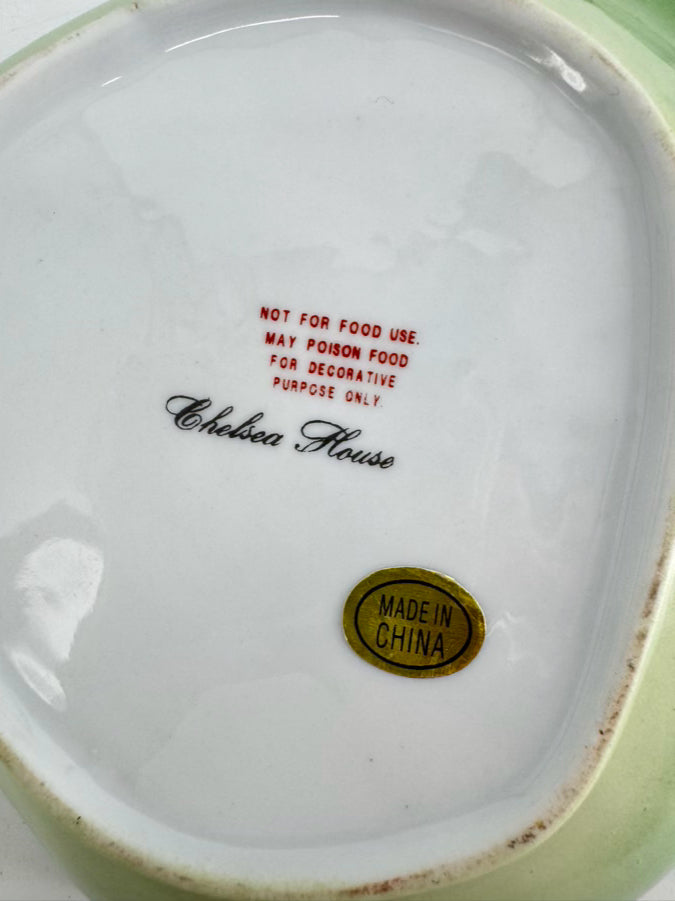 NOT FOR FOOD USE.
MAY POISON FOOD
FOR DECORATIVE
PURPOSE ONLY.
Chelsea House
MADE IN
CHINA